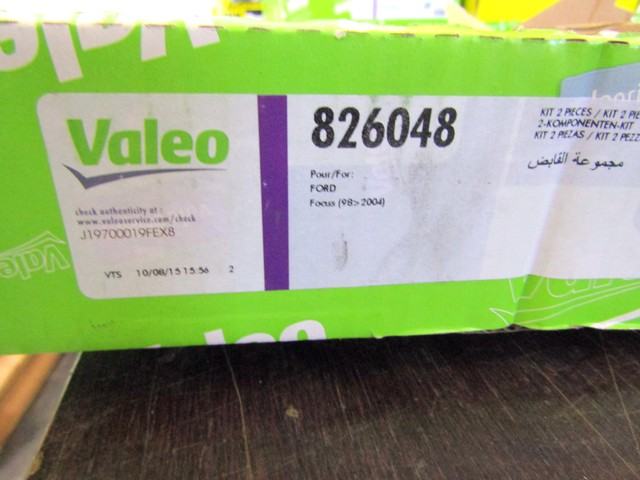 Valeo
check authenticity at :
www.valeoservice.com/check
J19700019FEX8
VTS 10/08/15 15:56 2
826048
Pour/For:
FORD
Focus (98>2004)
KIT 2 PIECES / KIT 2 PIE
2-KOMPONENTEN-KIT
KIT 2 PIEZAS / KIT 2 PEZZ
مجموعة القابض
Valeo